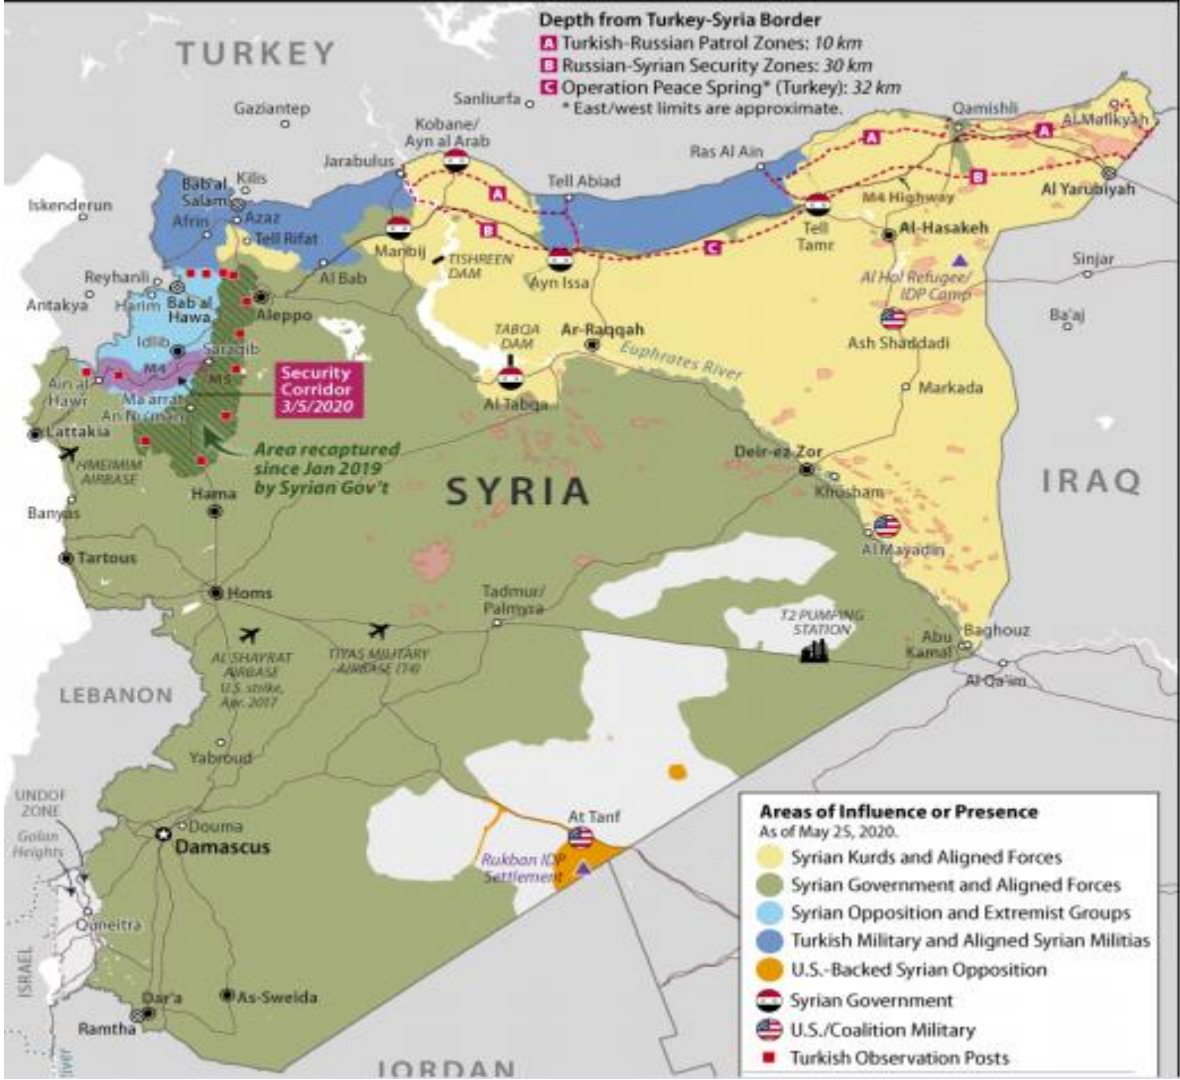 Depth from Turkey-Syria Border
A Turkish-Russian Patrol Zones: 10 km
B Russian-Syrian Security Zones: 30 km
C Operation Peace Spring* (Turkey): 32 km
* East/west limits are approximate.
TURKEY
Gaziantep
Sanliurfa
Kobane/
Ayn al Arab
Qamishli
Al Malikyah
A
A
Jarabulus
Ras Al Ain
Bab al
Salam
Kilis
Tell Abiad
A
B
Al Yarubiyah
Iskenderun
Afrin
Azaz
M4 Highway
Tell Rifat
Manbij
B
Tell
Tamr
Al-Hasakeh
C
Reyhanli
Al Bab
TISHREEN
DAM
Ayn Issa
Al Hol Refugee/
IDP Camp
Sinjar
Antakya
Harim
Bab al
Hawa
Aleppo
Ba'aj
Idlib
Saraqib
TABQA
DAM
Ar-Raqqah
Euphrates River
Ash Shaddadi
M4
M5
Security
Corridor
3/5/2020
Ain al
Hawr
Ma'arrat
An Nu'man
Al Tabqa
Markada
Lattakia
Area recaptured
since Jan 2019
by Syrian Gov't
HMEIMIM
AIRBASE
Deir-ez-Zor
SYRIA
IRAQ
Hama
Khusham
Banyas
Tartous
Al Mayadin
Homs
Tadmur/
Palmyra
T2 PUMPING
STATION
Abu
Kamal
Baghouz
AL SHAYRAT
AIRBASE
U.S. strike,
Apr. 2017
TIYAS MILITARY
AIRBASE (T4)
LEBANON
Al Qa'im
Yabroud
UNDOF
ZONE
Golan
Heights
Douma
Damascus
At Tanf
Rukban IDP
Settlement
Quneitra
ISRAEL
Dar'a
As-Sweida
Ramtha
River
JORDAN
Areas of Influence or Presence
As of May 25, 2020.
Syrian Kurds and Aligned Forces
Syrian Government and Aligned Forces
Syrian Opposition and Extremist Groups
Turkish Military and Aligned Syrian Militias
U.S.-Backed Syrian Opposition
Syrian Government
U.S./Coalition Military
Turkish Observation Posts